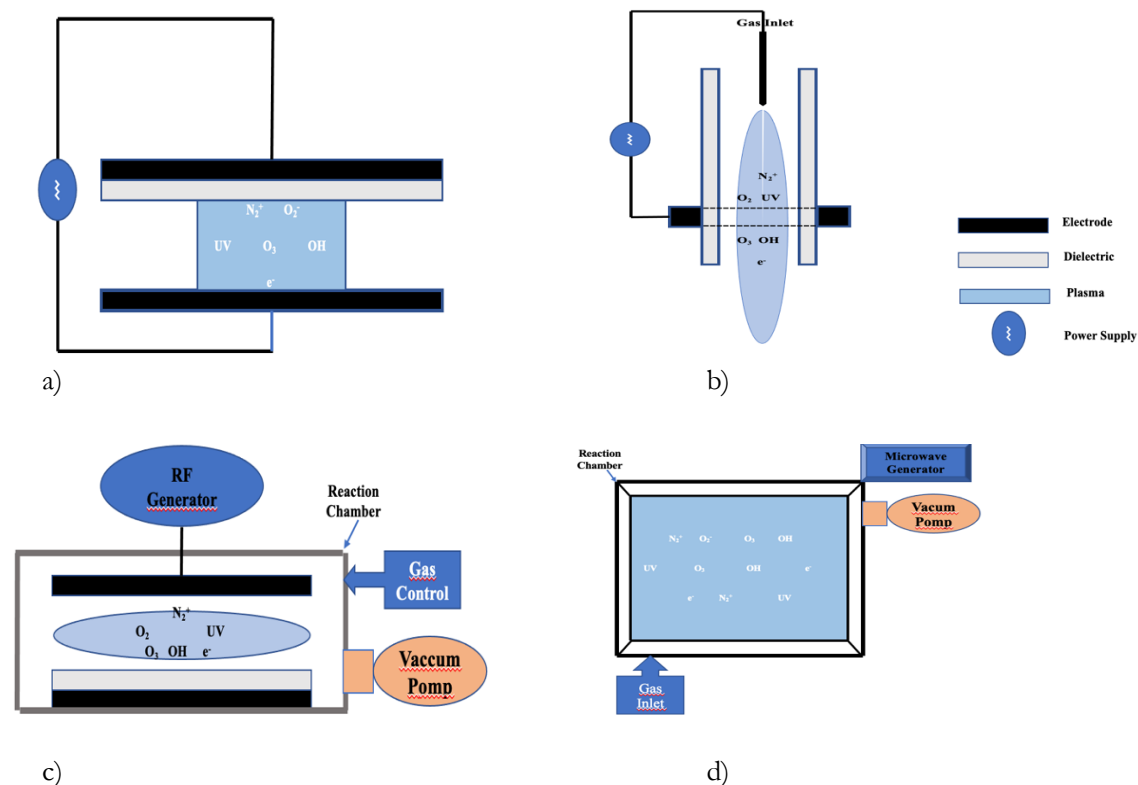 N₂⁺ O₂⁻
UV O₃ OH
e⁻
a)
Gas Inlet
N₂⁺
O₂ UV
O₃ OH
e⁻
b)
Electrode
Dielectric
Plasma
Power Supply
RF
Generator
Reaction
Chamber
Gas
Control
N₂⁺
O₂ UV
O₃ OH e⁻
Vaccum
Pomp
c)
Reaction
Chamber
Microwave
Generator
Vacum
Pomp
N₂⁺ O₂⁻ O₃ OH
UV O₃ OH e⁻
e⁻ N₂⁺ UV
Gas
Inlet
d)